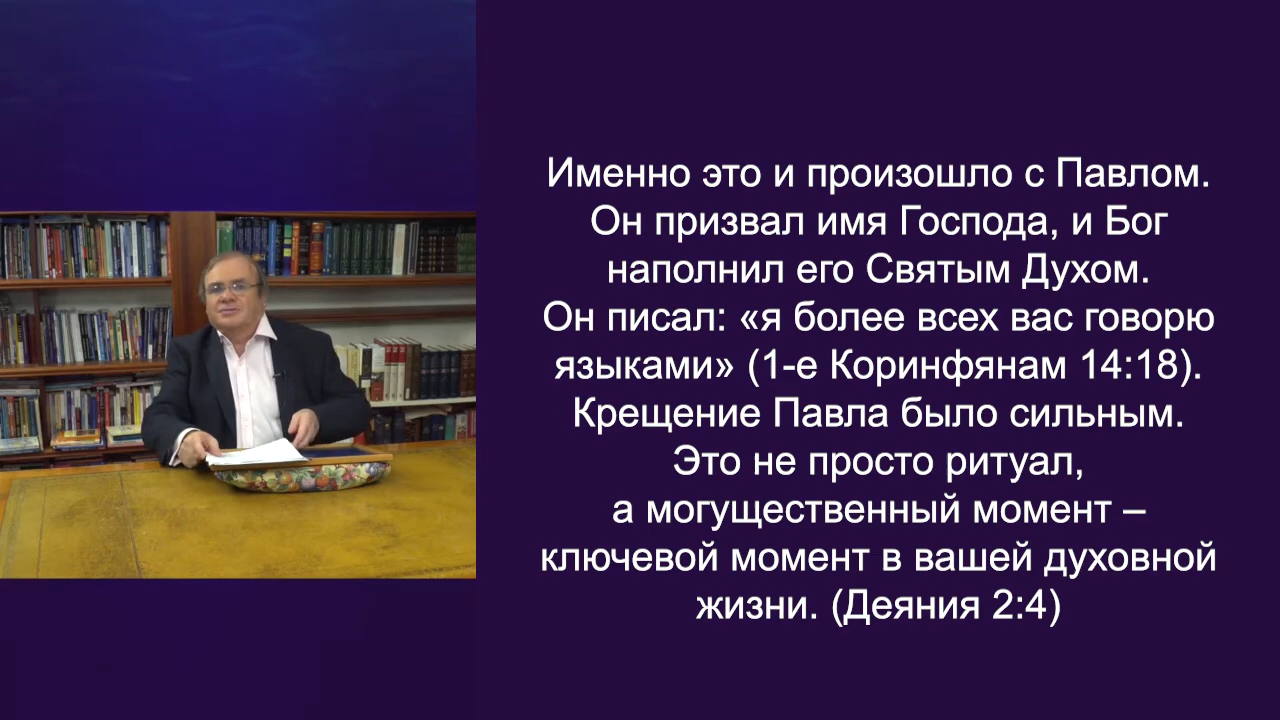 Именно это и произошло с Павлом.
Он призвал имя Господа, и Бог
наполнил его Святым Духом.
Он писал: «я более всех вас говорю
языками» (1-е Коринфянам 14:18).
Крещение Павла было сильным.
Это не просто ритуал,
а могущественный момент –
ключевой момент в вашей духовной
жизни. (Деяния 2:4)